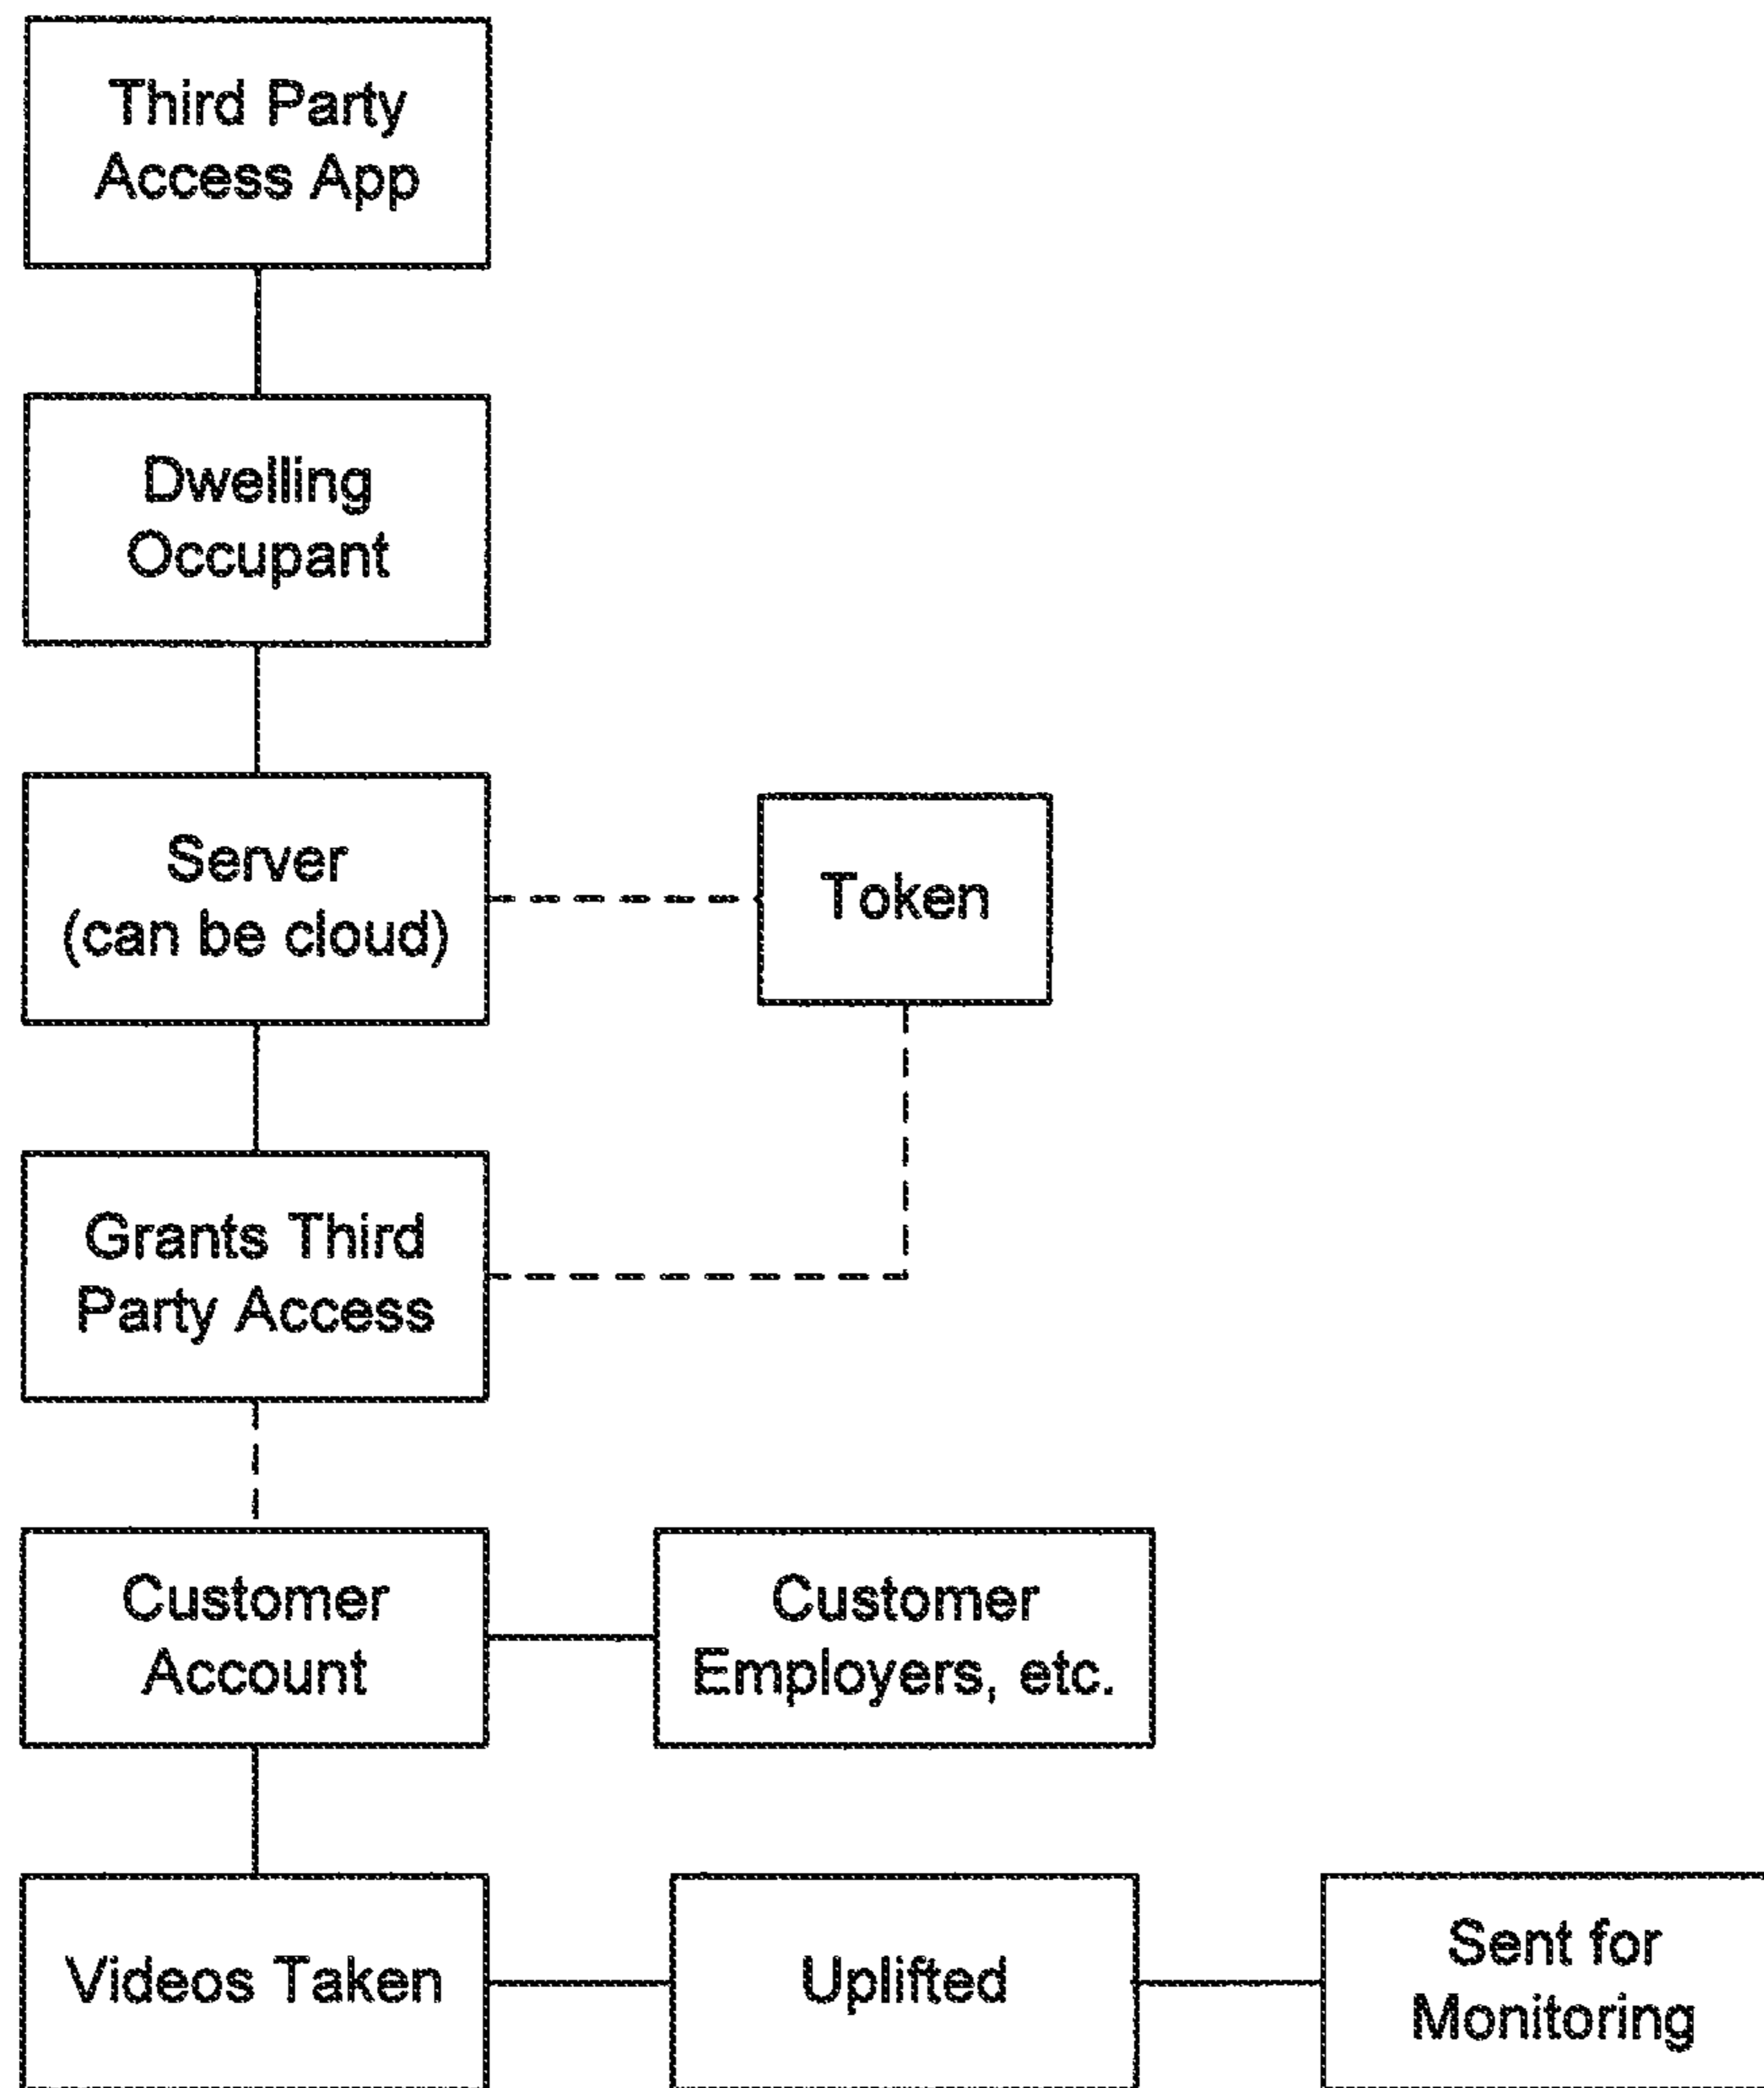 Third Party
Access App
Dwelling
Occupant
Server
(can be cloud)
Token
Grants Third
Party Access
Customer
Account
Customer
Employers, etc.
Videos Taken
Uplifted
Sent for
Monitoring